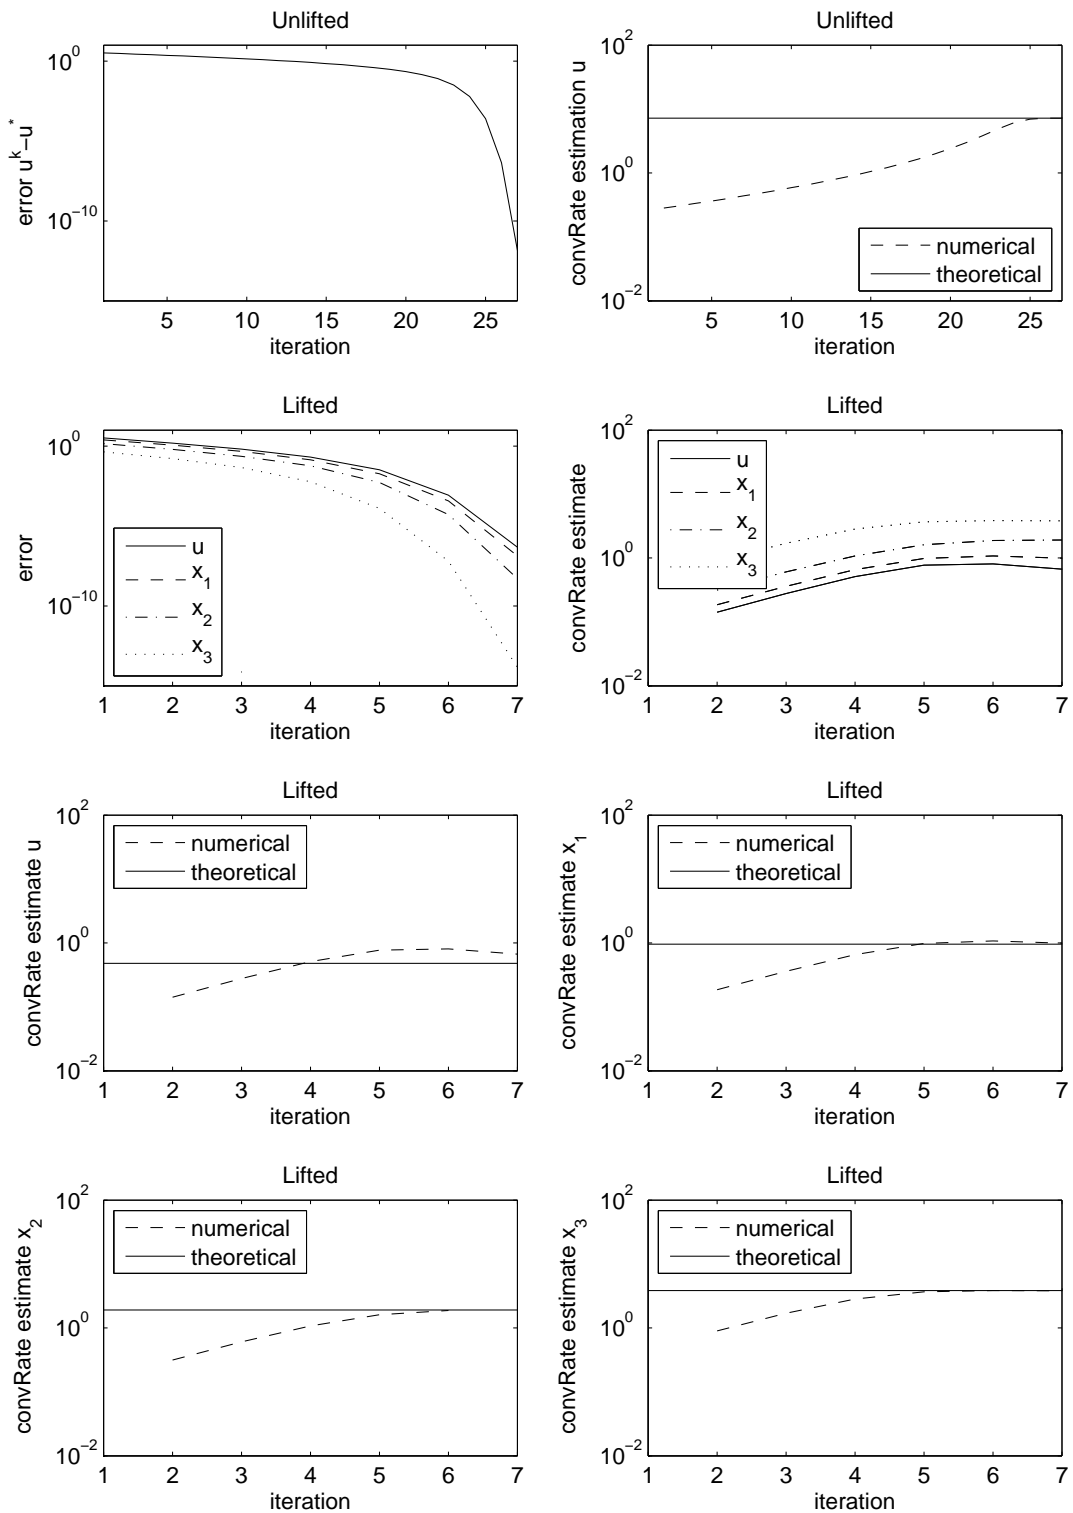 Unlifted
10^0
10^−10
error u^k−u^*
5 10 15 20 25
iteration
Unlifted
10^2
10^0
10^−2
convRate estimation u
numerical
theoretical
5 10 15 20 25
iteration
Lifted
10^0
10^−10
error
u
x_1
x_2
x_3
1 2 3 4 5 6 7
iteration
Lifted
10^2
10^0
10^−2
convRate estimate
u
x_1
x_2
x_3
1 2 3 4 5 6 7
iteration
Lifted
10^2
10^0
10^−2
convRate estimate u
numerical
theoretical
1 2 3 4 5 6 7
iteration
Lifted
10^2
10^0
10^−2
convRate estimate x_1
numerical
theoretical
1 2 3 4 5 6 7
iteration
Lifted
10^2
10^0
10^−2
convRate estimate x_2
numerical
theoretical
1 2 3 4 5 6 7
iteration
Lifted
10^2
10^0
10^−2
convRate estimate x_3
numerical
theoretical
1 2 3 4 5 6 7
iteration